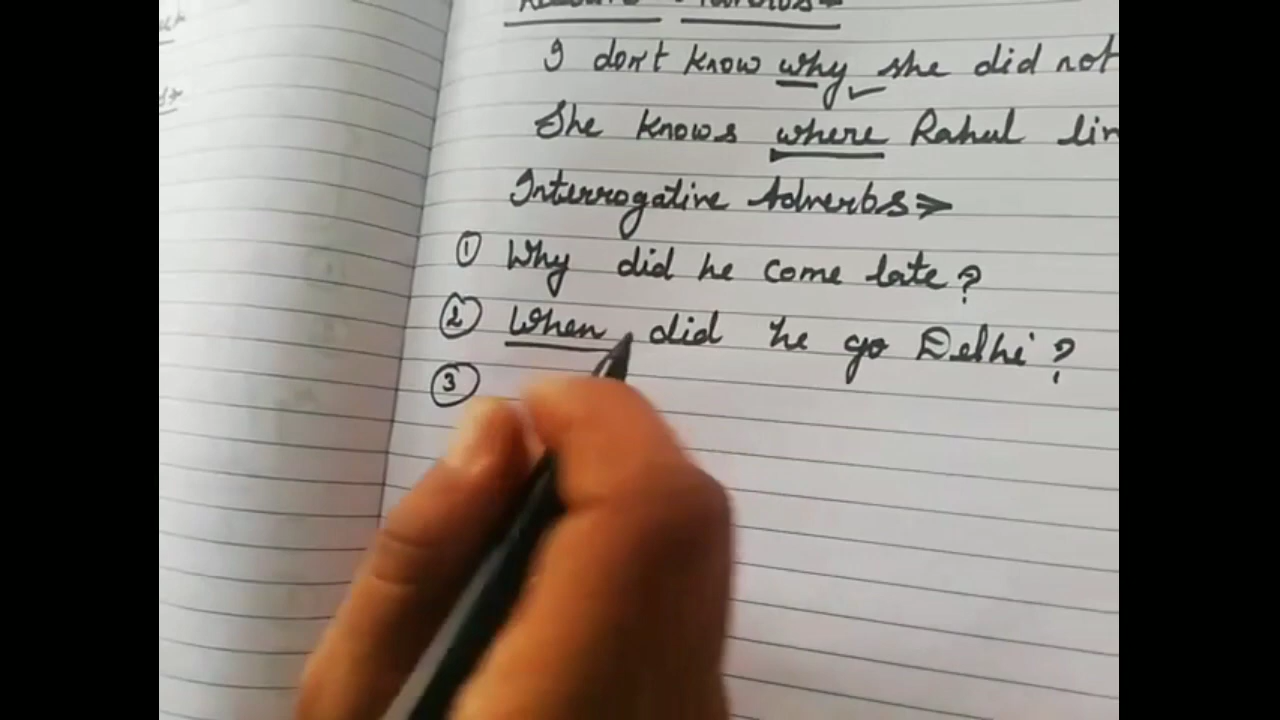 Adverbs⇒
I don't know why she did not
She knows where Rahul
Interrogative Adverbs⇒
① Why did he come late?
② When did he go Delhi?
③